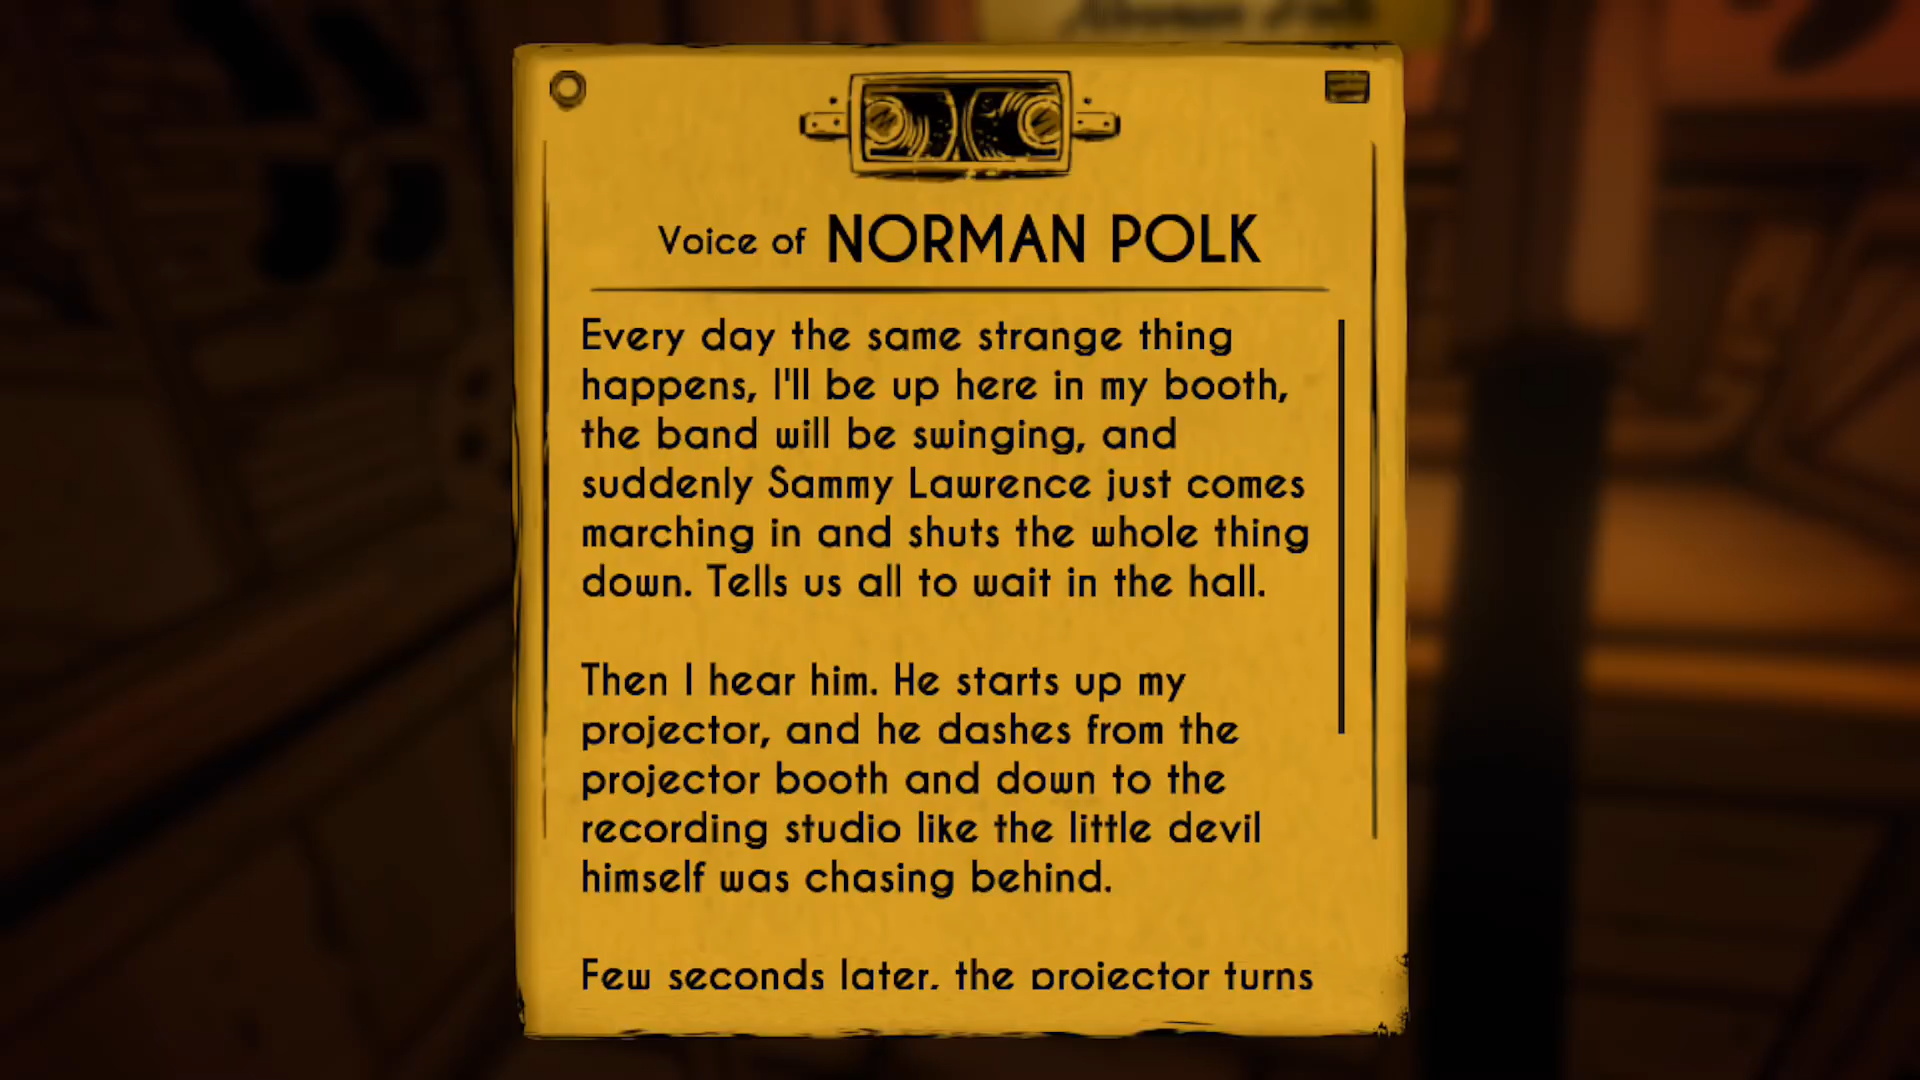 Voice of NORMAN POLK
Every day the same strange thing
happens, I'll be up here in my booth,
the band will be swinging, and
suddenly Sammy Lawrence just comes
marching in and shuts the whole thing
down. Tells us all to wait in the hall.
Then I hear him. He starts up my
projector, and he dashes from the
projector booth and down to the
recording studio like the little devil
himself was chasing behind.
Few seconds later, the projector turns